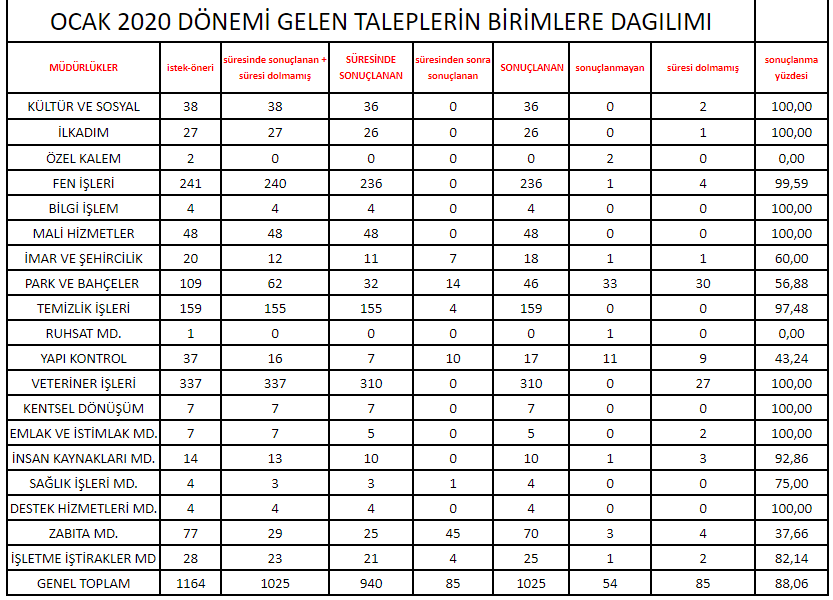 OCAK 2020 DÖNEMİ GELEN TALEPLERİN BİRİMLERE DAGILIMI
MÜDÜRLÜKLER istek-öneri süresinde sonuçlanan + süresi dolmamış SÜRESİNDE SONUÇLANAN süresinden sonra sonuçlanan SONUÇLANAN sonuçlanmayan süresi dolmamış sonuçlanma yüzdesi
KÜLTÜR VE SOSYAL 38 38 36 0 36 0 2 100,00
İLKADIM 27 27 26 0 26 0 1 100,00
ÖZEL KALEM 2 0 0 0 0 2 0 0,00
FEN İŞLERİ 241 240 236 0 236 1 4 99,59
BİLGİ İŞLEM 4 4 4 0 4 0 0 100,00
MALİ HİZMETLER 48 48 48 0 48 0 0 100,00
İMAR VE ŞEHİRCİLİK 20 12 11 7 18 1 1 60,00
PARK VE BAHÇELER 109 62 32 14 46 33 30 56,88
TEMİZLİK İŞLERİ 159 155 155 4 159 0 0 97,48
RUHSAT MD. 1 0 0 0 0 1 0 0,00
YAPI KONTROL 37 16 7 10 17 11 9 43,24
VETERİNER İŞLERİ 337 337 310 0 310 0 27 100,00
KENTSEL DÖNÜŞÜM 7 7 7 0 7 0 0 100,00
EMLAK VE İSTİMLAK MD. 7 7 5 0 5 0 2 100,00
İNSAN KAYNAKLARI MD. 14 13 10 0 10 1 3 92,86
SAĞLIK İŞLERİ MD. 4 3 3 1 4 0 0 75,00
DESTEK HİZMETLERİ MD. 4 4 4 0 4 0 0 100,00
ZABITA MD. 77 29 25 45 70 3 4 37,66
İŞLETME İŞTİRAKLER MD 28 23 21 4 25 1 2 82,14
GENEL TOPLAM 1164 1025 940 85 1025 54 85 88,06